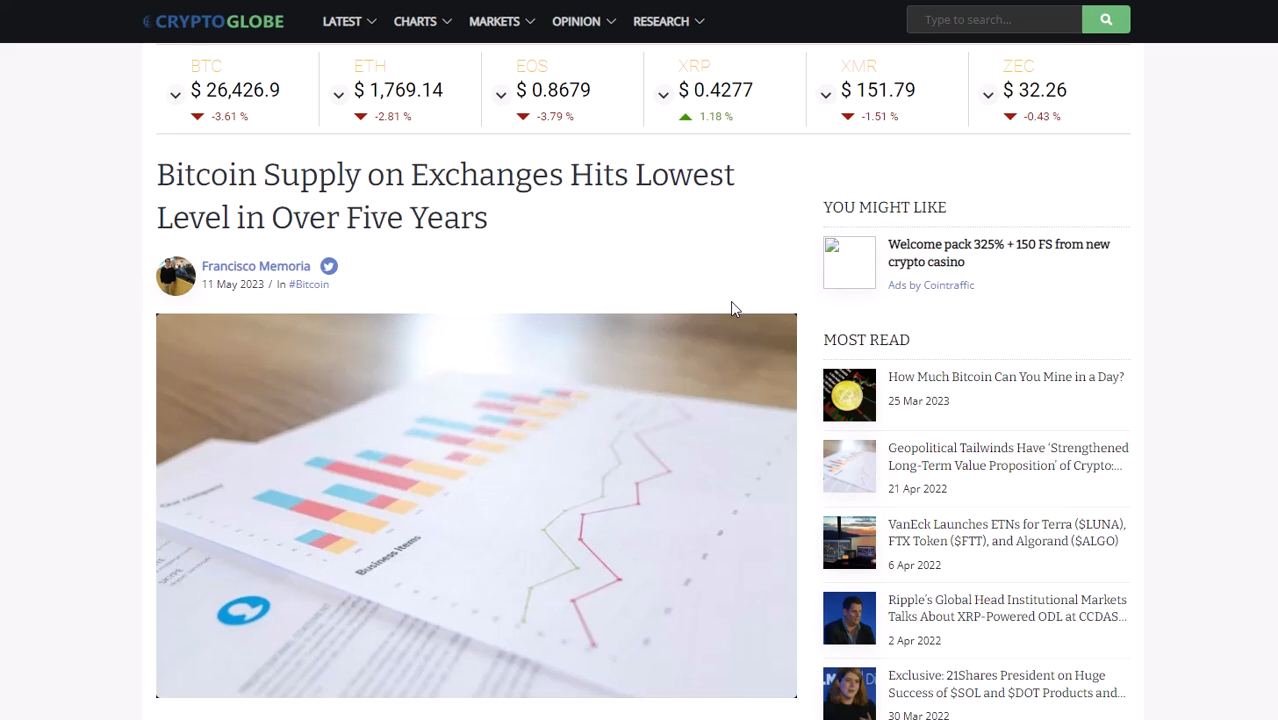 CRYPTOGLOBE LATEST CHARTS MARKETS OPINION RESEARCH Type to search...
BTC ETH EOS XRP XMR ZEC
$ 26,426.9 $ 1,769.14 $ 0.8679 $ 0.4277 $ 151.79 $ 32.26
-3.61 % -2.81 % -3.79 % 1.18 % -1.51 % -0.43 %
Bitcoin Supply on Exchanges Hits Lowest
Level in Over Five Years
Francisco Memoria
11 May 2023 / In #Bitcoin
Business Items
YOU MIGHT LIKE
Welcome pack 325% + 150 FS from new
crypto casino
Ads by Cointraffic
MOST READ
How Much Bitcoin Can You Mine in a Day?
25 Mar 2023
Geopolitical Tailwinds Have ‘Strengthened
Long-Term Value Proposition’ of Crypto:...
21 Apr 2022
VanEck Launches ETNs for Terra ($LUNA),
FTX Token ($FTT), and Algorand ($ALGO)
6 Apr 2022
Ripple’s Global Head Institutional Markets
Talks About XRP-Powered ODL at CCDAS...
2 Apr 2022
Exclusive: 21Shares President on Huge
Success of $SOL and $DOT Products and...
30 Mar 2022